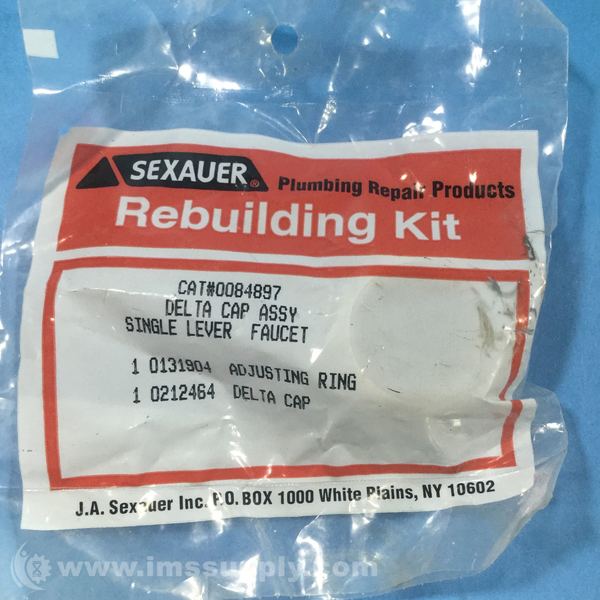 SEXAUER®
Plumbing Repair Products
Rebuilding Kit
CAT#0084897
DELTA CAP ASSY
SINGLE LEVER FAUCET
1 0131904 ADJUSTING RING
1 0212464 DELTA CAP
J.A. Sexauer Inc. P.O. BOX 1000 White Plains, NY 10602
www.imssupply.com